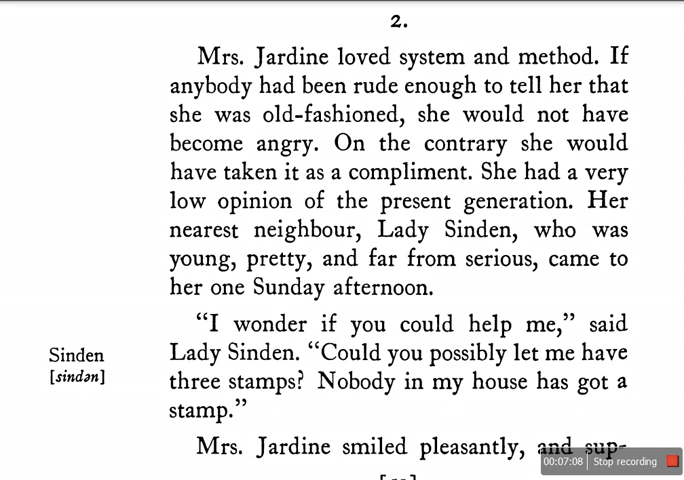 2.
Mrs. Jardine loved system and method. If
anybody had been rude enough to tell her that
she was old-fashioned, she would not have
become angry. On the contrary she would
have taken it as a compliment. She had a very
low opinion of the present generation. Her
nearest neighbour, Lady Sinden, who was
young, pretty, and far from serious, came to
her one Sunday afternoon.
“I wonder if you could help me,” said
Lady Sinden. “Could you possibly let me have
three stamps? Nobody in my house has got a
stamp.”
Sinden
[sindən]
Mrs. Jardine smiled pleasantly, and sup-
00:07:08 | Stop recording